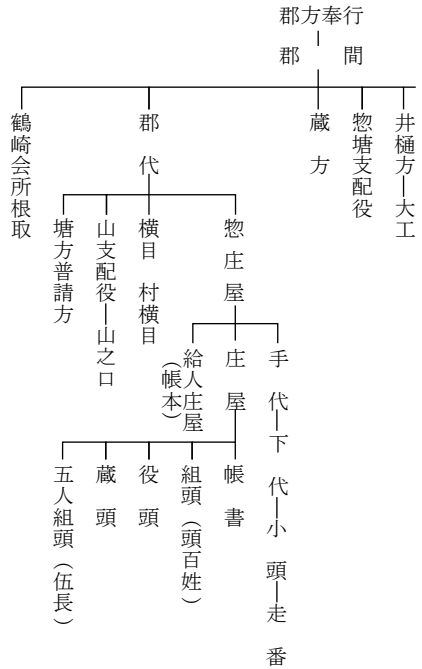 郡方奉行
郡間
井樋方―大工
惣塘支配役
蔵方
郡代
鶴崎会所根取
惣庄屋
横目 村横目
山支配役―山之口
塘方普請方
手代―下代―小頭―走番
庄屋
給人庄屋
(帳本)
帳書
組頭(頭百姓)
役頭
蔵頭
五人組頭(伍長)